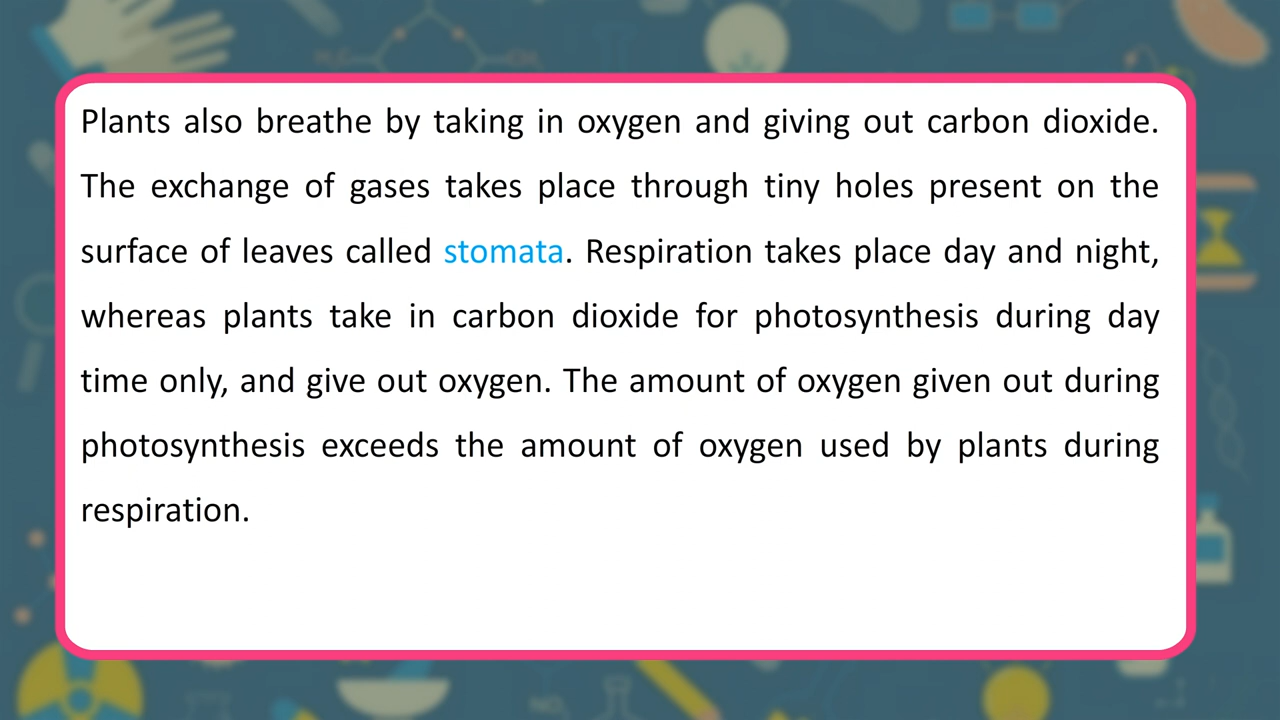 Plants also breathe by taking in oxygen and giving out carbon dioxide.
The exchange of gases takes place through tiny holes present on the
surface of leaves called stomata. Respiration takes place day and night,
whereas plants take in carbon dioxide for photosynthesis during day
time only, and give out oxygen. The amount of oxygen given out during
photosynthesis exceeds the amount of oxygen used by plants during
respiration.